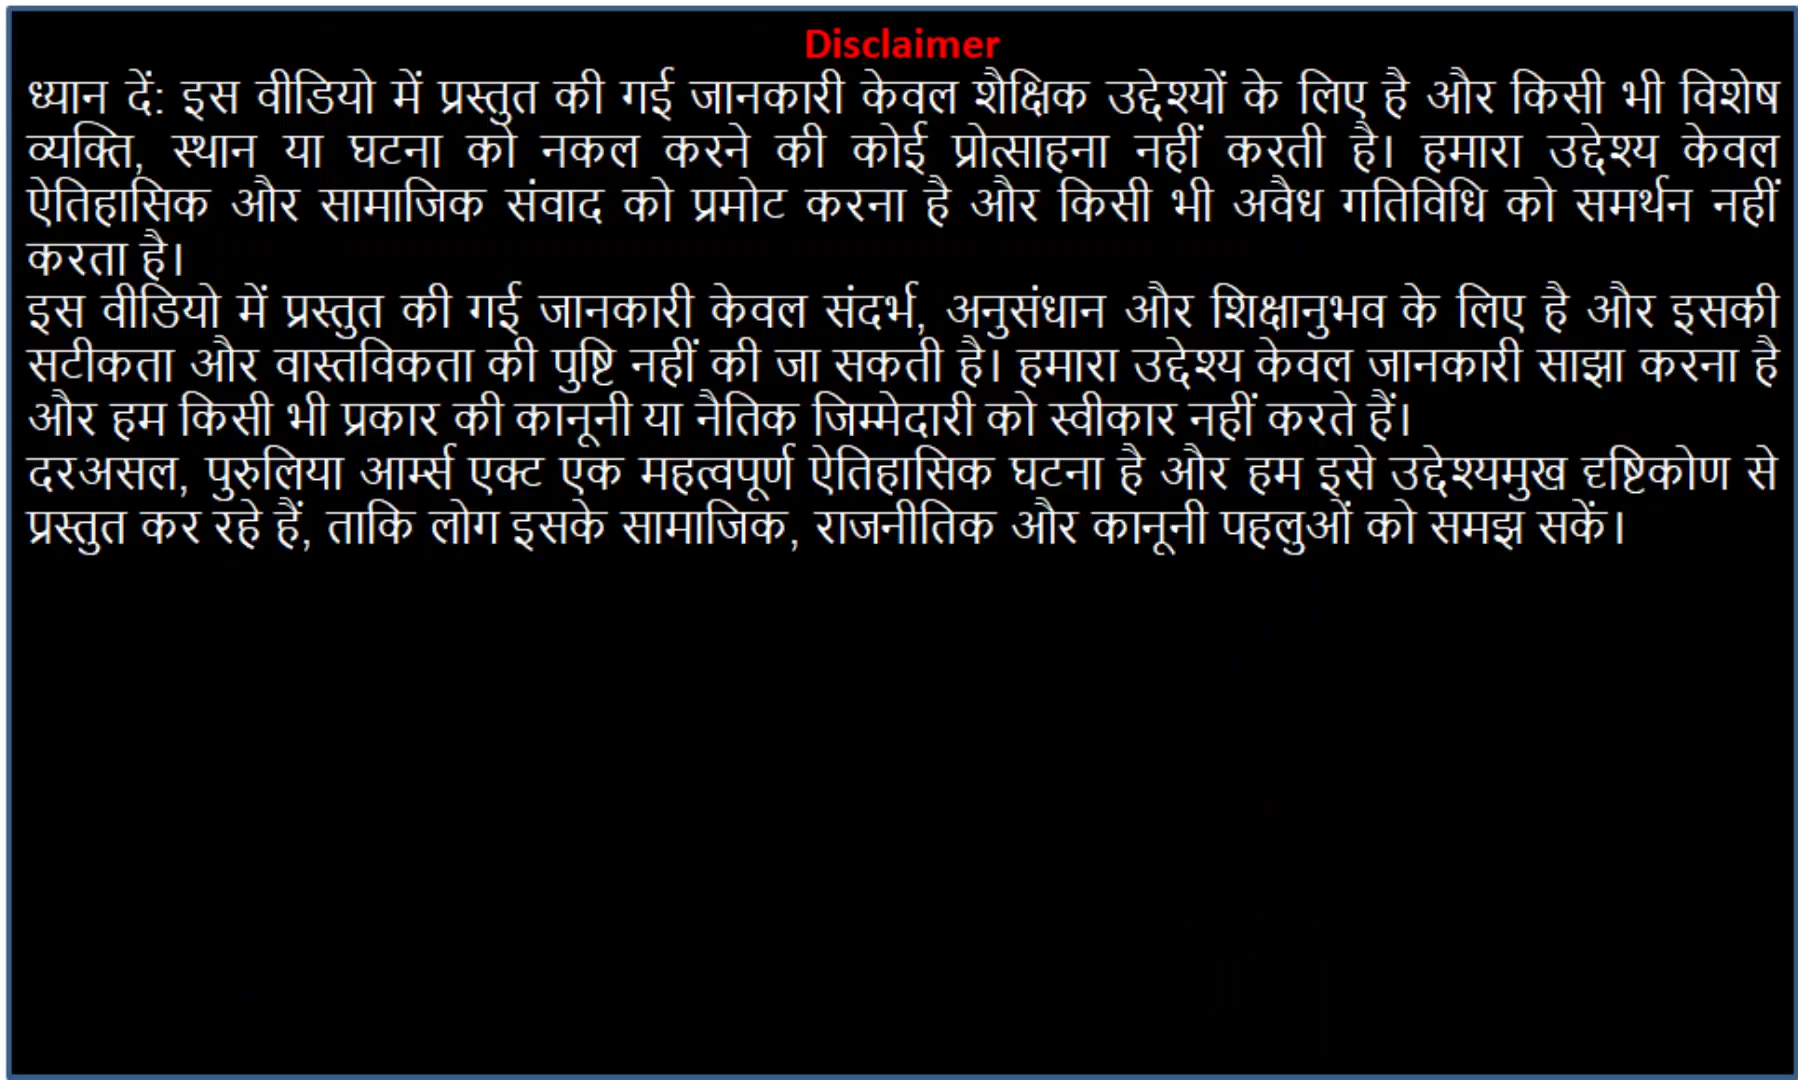 Disclaimer
ध्यान दें: इस वीडियो में प्रस्तुत की गई जानकारी केवल शैक्षिक उद्देश्यों के लिए है और किसी भी विशेष
व्यक्ति, स्थान या घटना को नकल करने की कोई प्रोत्साहना नहीं करती है। हमारा उद्देश्य केवल
ऐतिहासिक और सामाजिक संवाद को प्रमोट करना है और किसी भी अवैध गतिविधि को समर्थन नहीं
करता है।
इस वीडियो में प्रस्तुत की गई जानकारी केवल संदर्भ, अनुसंधान और शिक्षानुभव के लिए है और इसकी
सटीकता और वास्तविकता की पुष्टि नहीं की जा सकती है। हमारा उद्देश्य केवल जानकारी साझा करना है
और हम किसी भी प्रकार की कानूनी या नैतिक जिम्मेदारी को स्वीकार नहीं करते हैं।
दरअसल, पुरुलिया आर्म्स एक्ट एक महत्वपूर्ण ऐतिहासिक घटना है और हम इसे उद्देश्यमुख दृष्टिकोण से
प्रस्तुत कर रहे हैं, ताकि लोग इसके सामाजिक, राजनीतिक और कानूनी पहलुओं को समझ सकें।